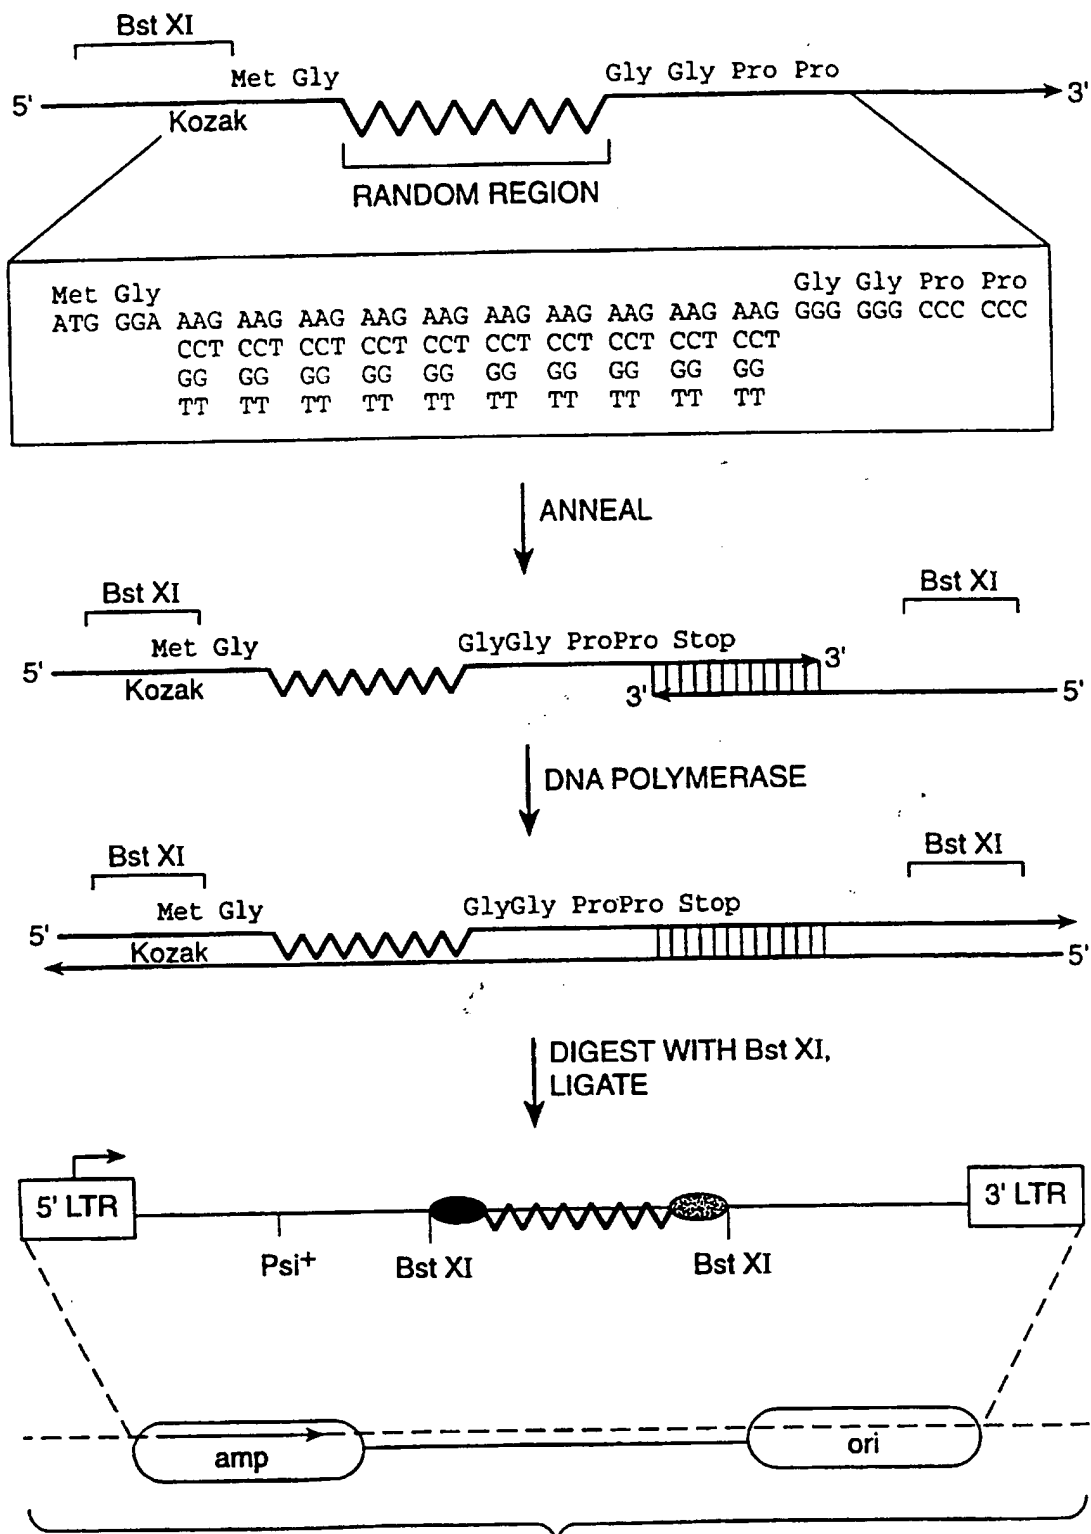 Bst XI
Met Gly
Gly Gly Pro Pro
5'
3'
Kozak
RANDOM REGION
Met Gly
Gly Gly Pro Pro
ATG GGA AAG AAG AAG AAG AAG AAG AAG AAG AAG AAG GGG GGG CCC CCC
CCT CCT CCT CCT CCT CCT CCT CCT CCT CCT
GG GG GG GG GG GG GG GG GG GG
TT TT TT TT TT TT TT TT TT TT
ANNEAL
Bst XI
Bst XI
Met Gly
GlyGly ProPro Stop
5'
3'
Kozak
3'
5'
DNA POLYMERASE
Bst XI
Bst XI
Met Gly
GlyGly ProPro Stop
5'
Kozak
5'
DIGEST WITH Bst XI,
LIGATE
5' LTR
3' LTR
Psi+
Bst XI
Bst XI
amp
ori